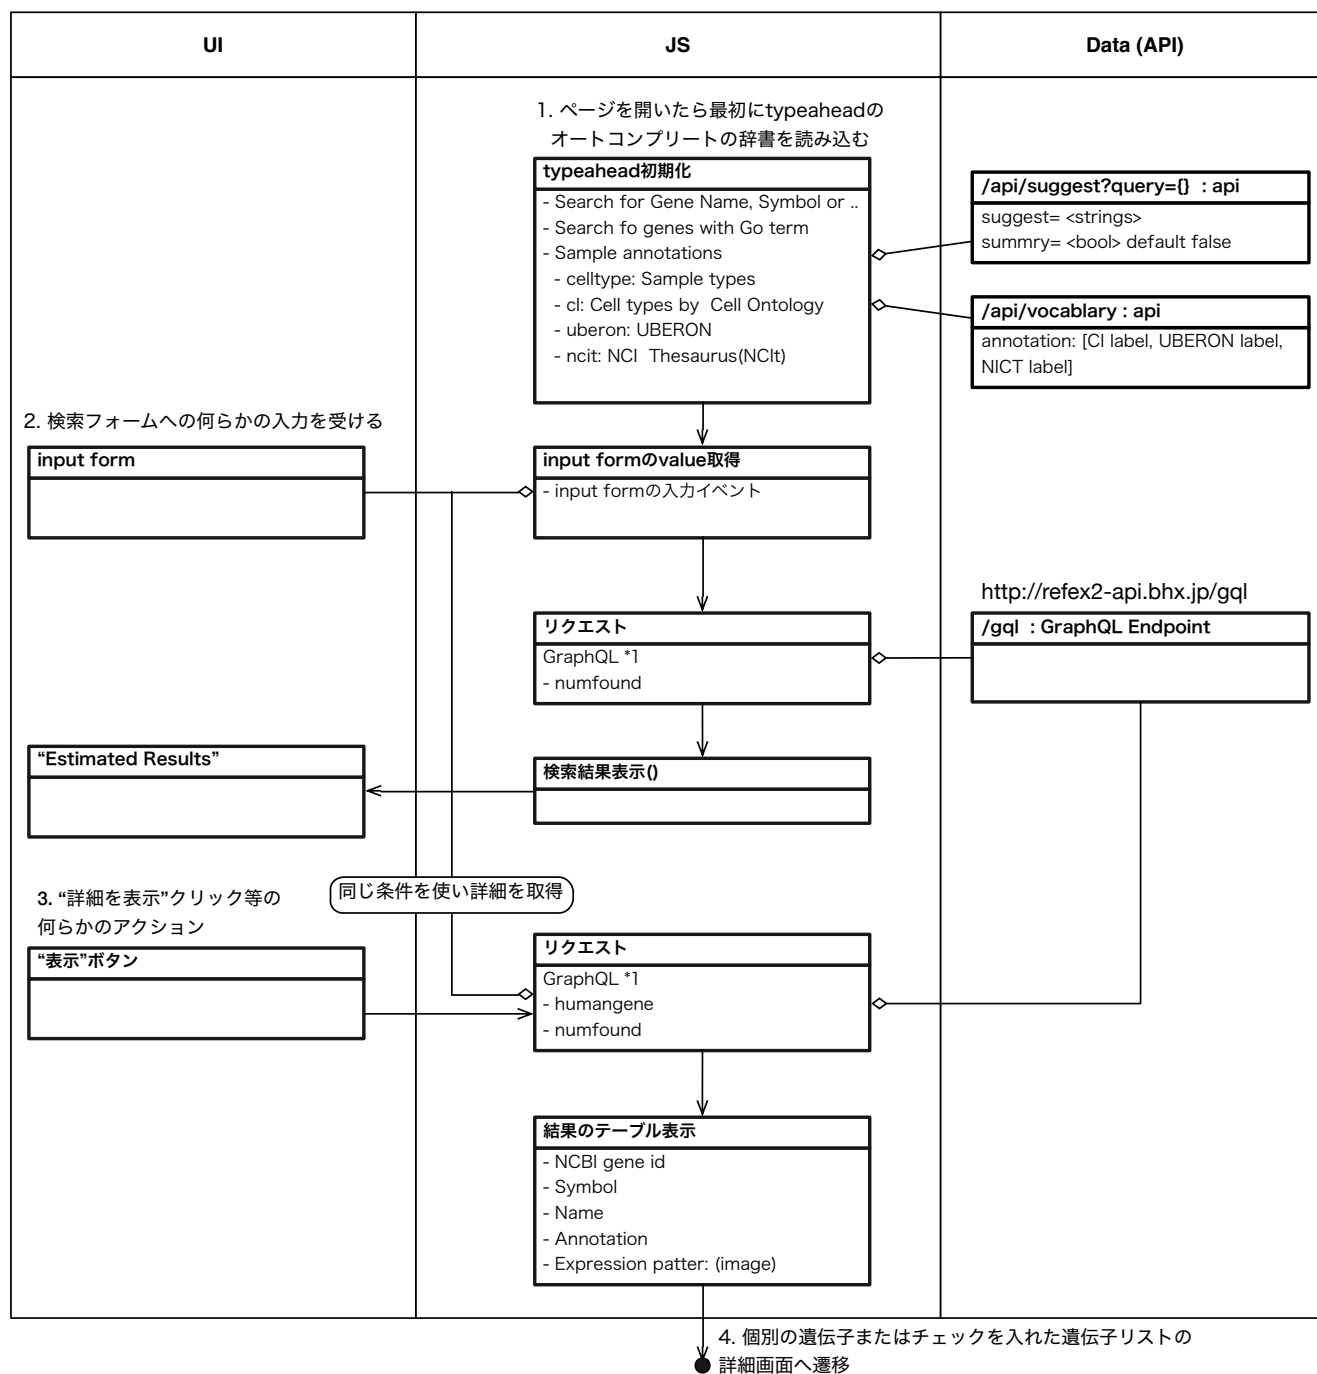 UI
JS
Data (API)
1. ページを開いたら最初にtypeaheadの
オートコンプリートの辞書を読み込む
typeahead初期化
- Search for Gene Name, Symbol or ..
- Search fo genes with Go term
- Sample annotations
- celltype: Sample types
- cl: Cell types by Cell Ontology
- uberon: UBERON
- ncit: NCI Thesaurus(NCIt)
/api/suggest?query={} : api
suggest= <strings>
summry= <bool> default false
/api/vocablary : api
annotation: [Cl label, UBERON label,
NICT label]
2. 検索フォームへの何らかの入力を受ける
input form
input formのvalue取得
- input formの入力イベント
http://refex2-api.bhx.jp/gql
/gql : GraphQL Endpoint
リクエスト
GraphQL *1
- numfound
“Estimated Results”
検索結果表示()
同じ条件を使い詳細を取得
3. “詳細を表示”クリック等の
何らかのアクション
“表示”ボタン
リクエスト
GraphQL *1
- humangene
- numfound
結果のテーブル表示
- NCBI gene id
- Symbol
- Name
- Annotation
- Expression patter: (image)
4. 個別の遺伝子またはチェックを入れた遺伝子リストの
詳細画面へ遷移